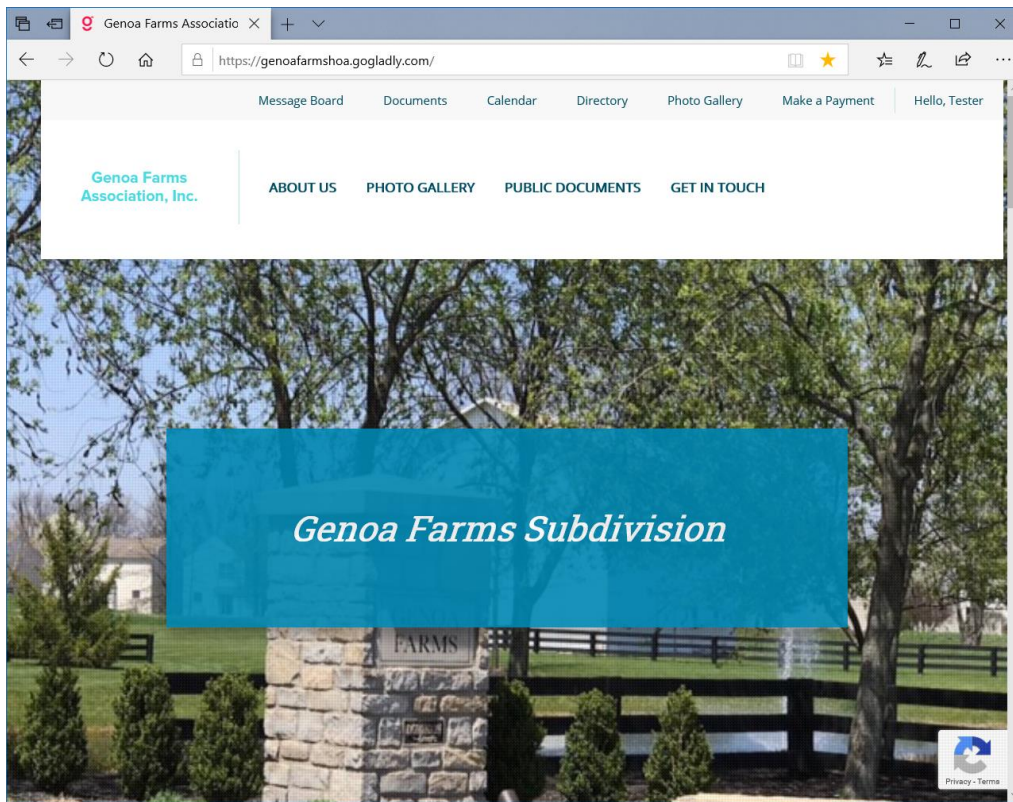 Genoa Farms Associatio
https://genoafarmshoa.gogladly.com/
Message Board Documents Calendar Directory Photo Gallery Make a Payment Hello, Tester
Genoa Farms
Association, Inc.
ABOUT US PHOTO GALLERY PUBLIC DOCUMENTS GET IN TOUCH
Genoa Farms Subdivision
FARMS
Privacy - Terms